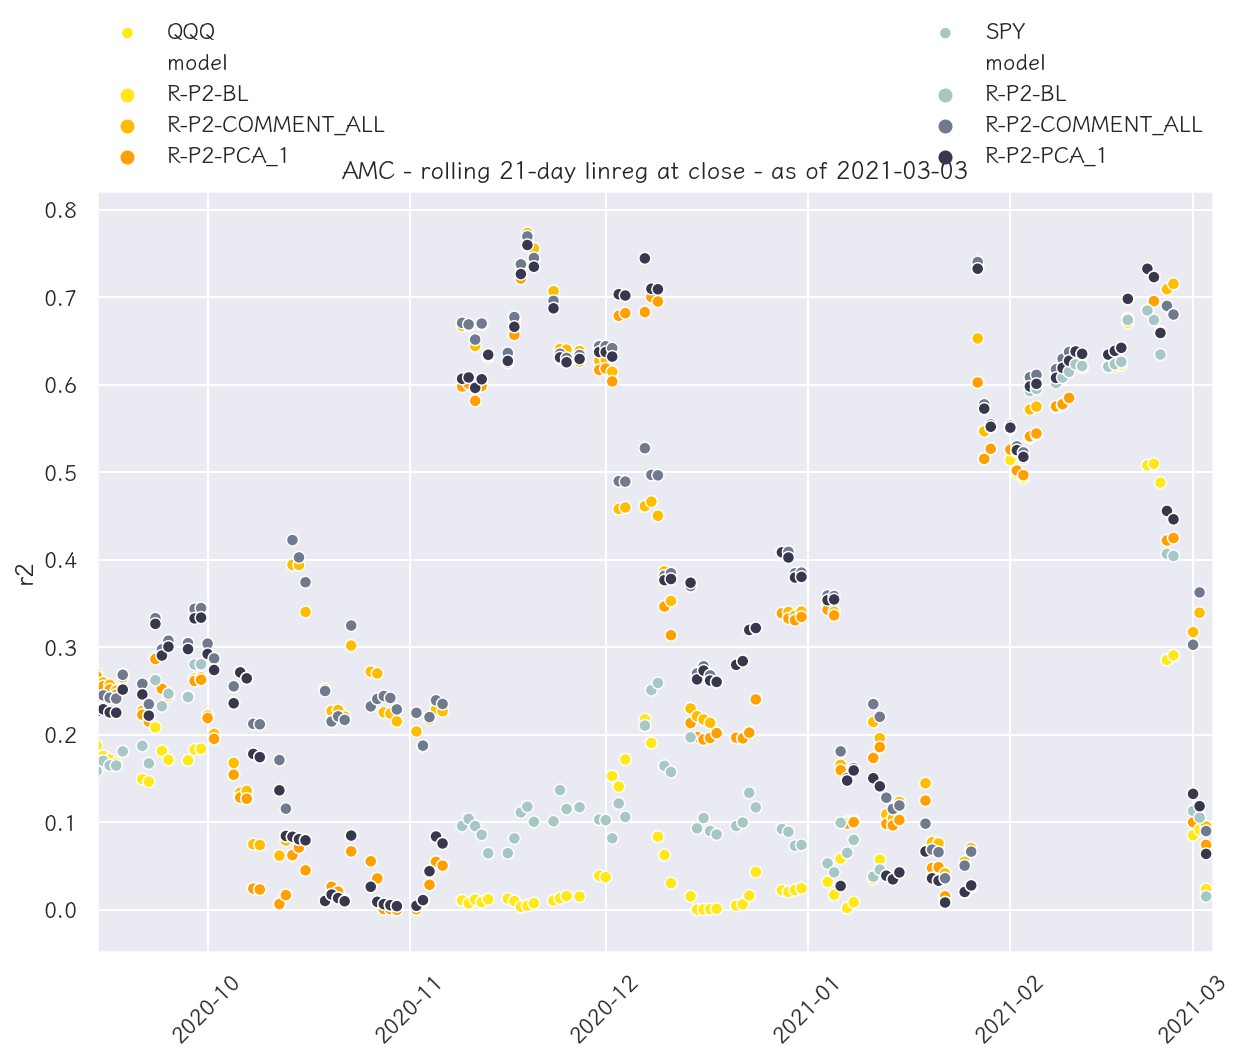 QQQ
model
R-P2-BL
R-P2-COMMENT_ALL
R-P2-PCA_1
SPY
model
R-P2-BL
R-P2-COMMENT_ALL
R-P2-PCA_1
AMC - rolling 21-day linreg at close - as of 2021-03-03
0.8
0.7
0.6
0.5
0.4
0.3
0.2
0.1
0.0
r2
2020-10
2020-11
2020-12
2021-01
2021-02
2021-03